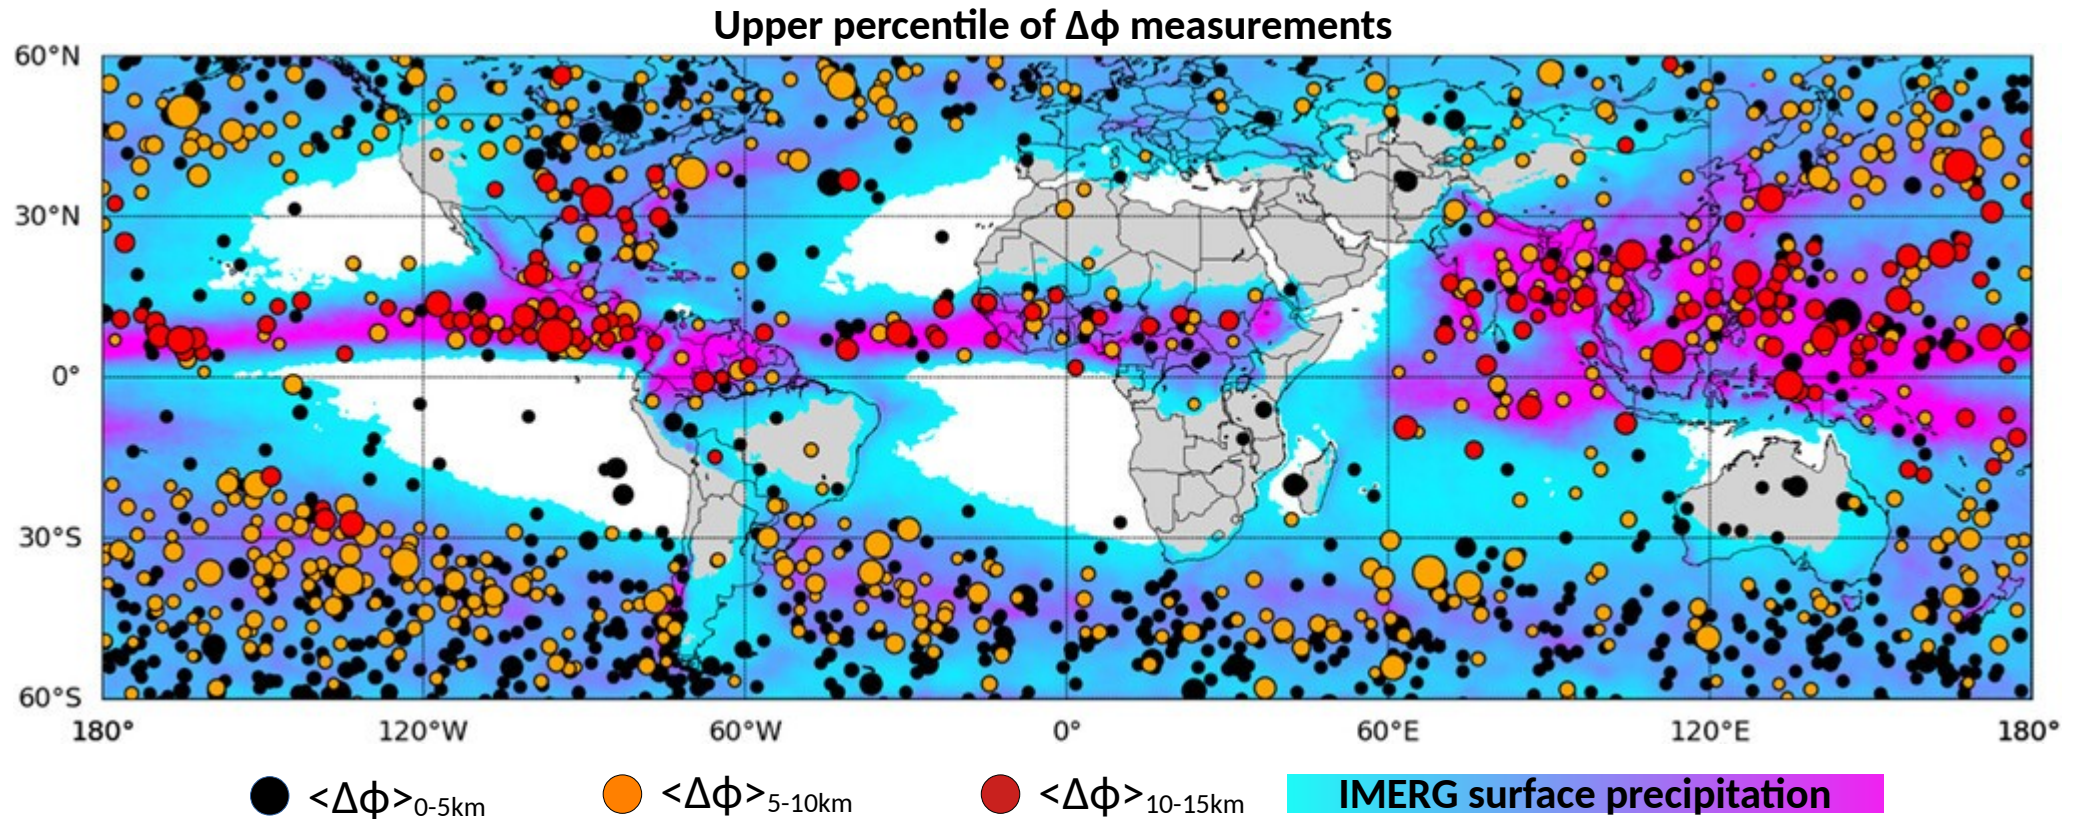 Upper percentile of Δϕ measurements
60°N
30°N
0°
30°S
60°S
180° 120°W 60°W 0° 60°E 120°E 180°
<Δϕ>0-5km <Δϕ>5-10km <Δϕ>10-15km IMERG surface precipitation